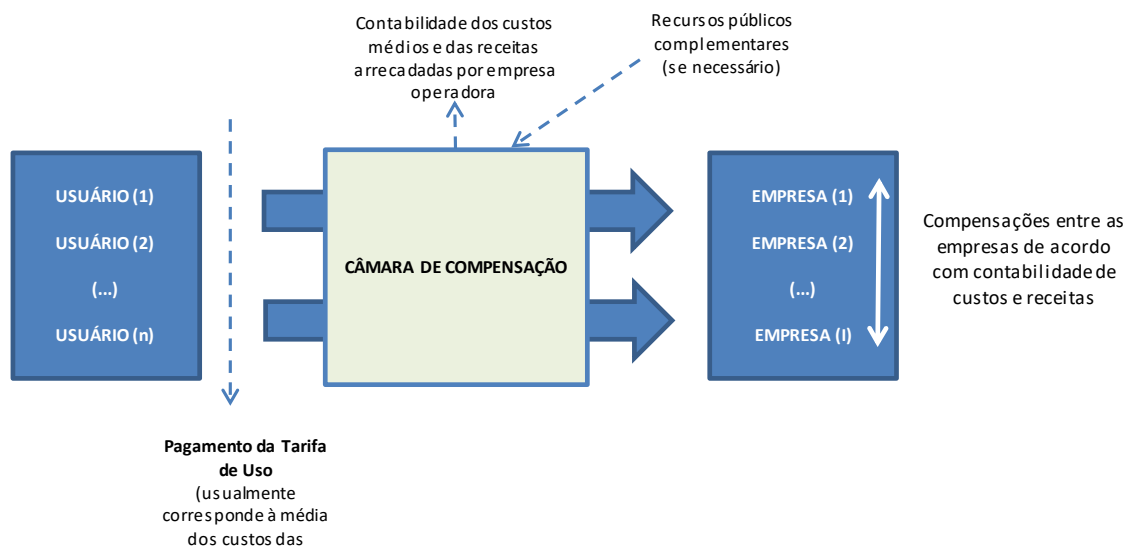 Contabilidade dos custos
médios e das receitas
arrecadadas por empresa
operadora
Recursos públicos
complementares
(se necessário)
USUÁRIO (1)
USUÁRIO (2)
(...)
USUÁRIO (n)
CÂMARA DE COMPENSAÇÃO
EMPRESA (1)
EMPRESA (2)
(...)
EMPRESA (I)
Compensações entre as
empresas de acordo
com contabilidade de
custos e receitas
Pagamento da Tarifa
de Uso
(usualmente
corresponde à média
dos custos das